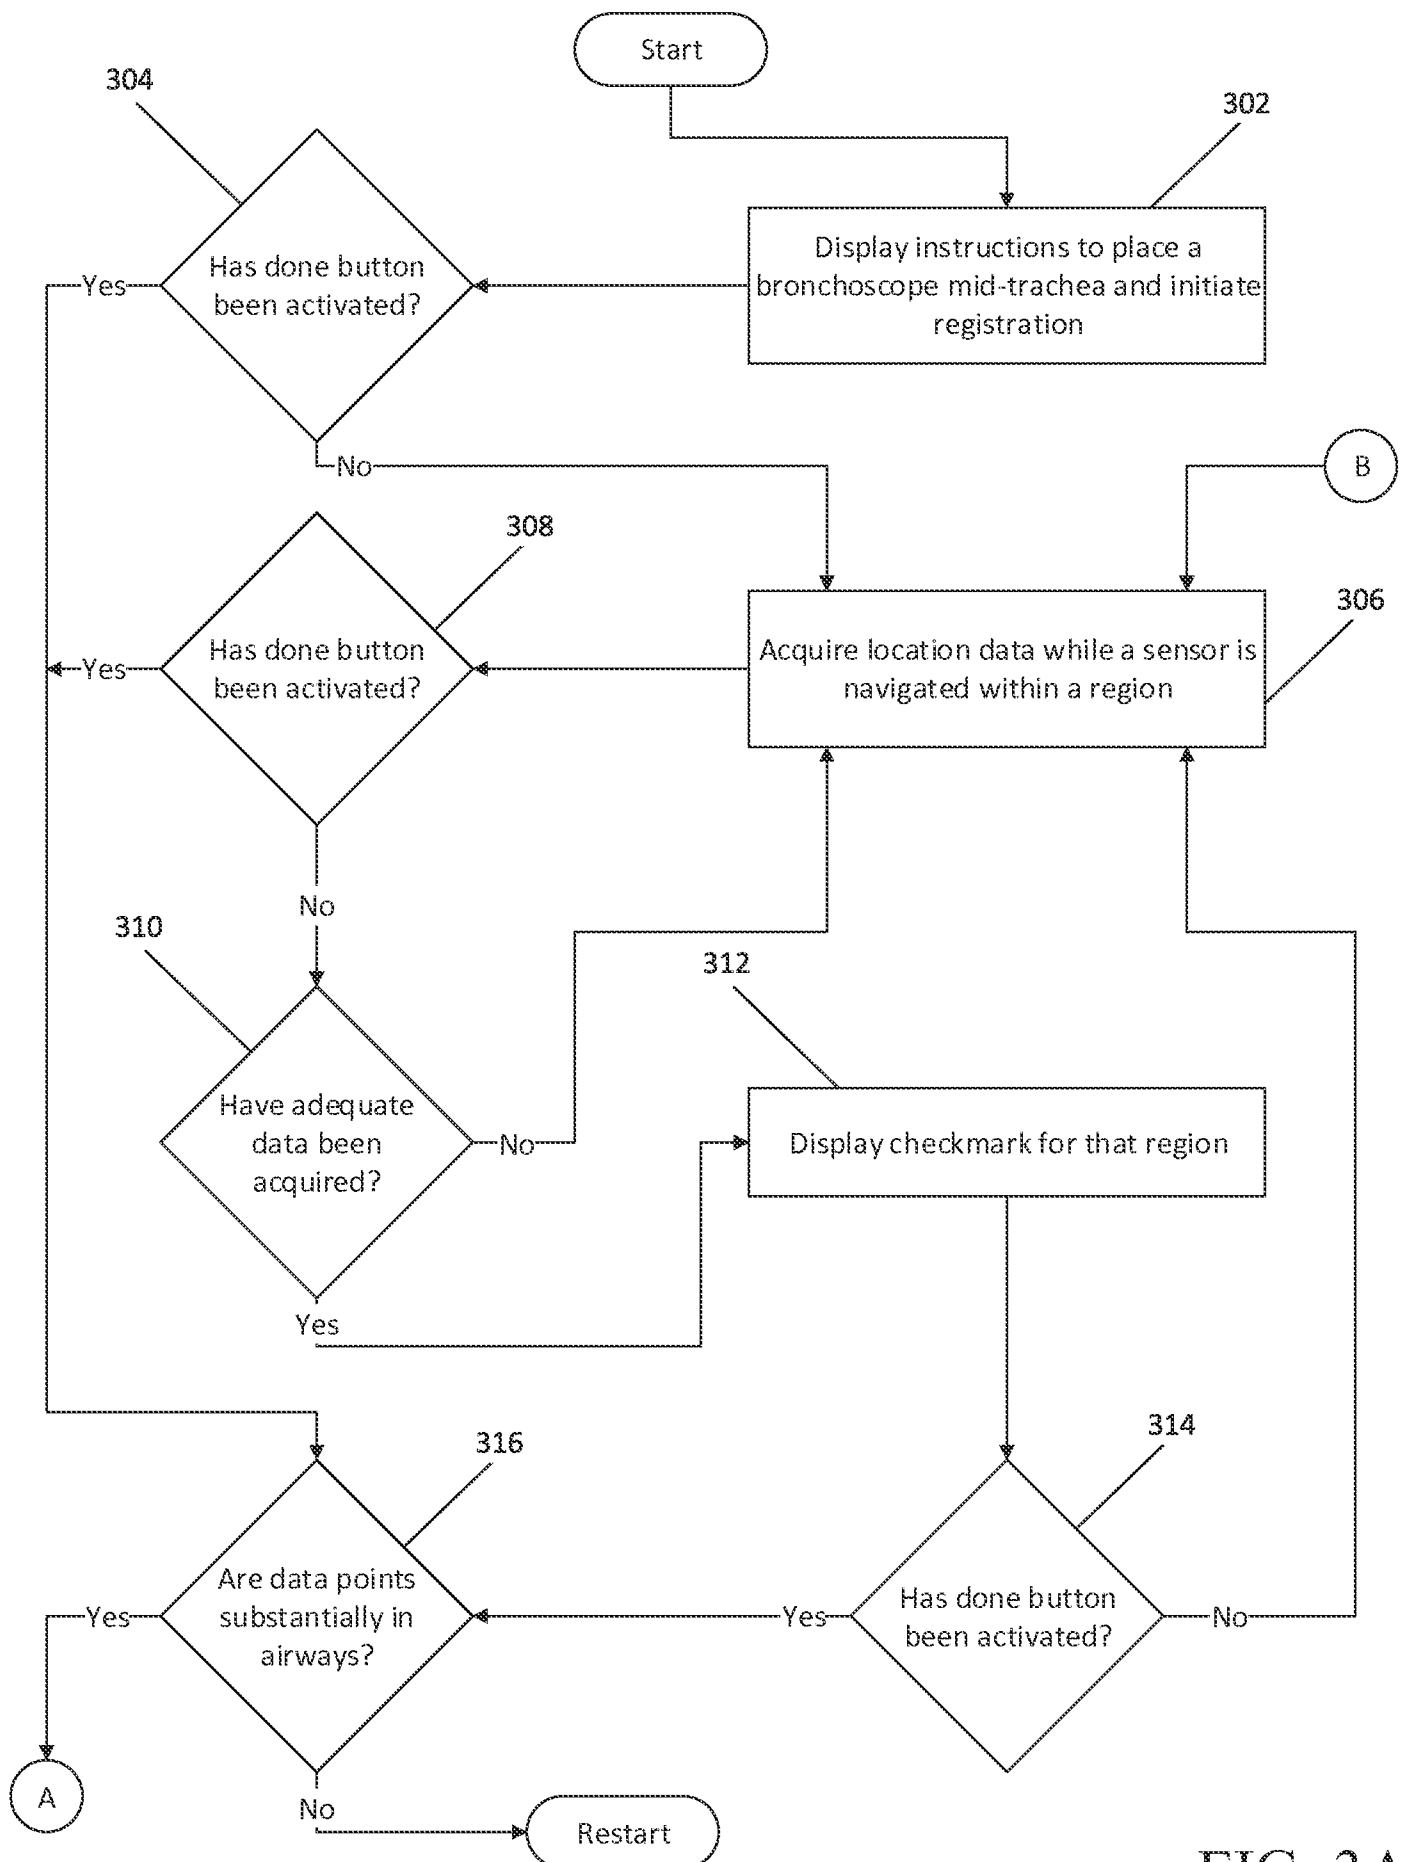 Start
304
302
Has done button
been activated?
Display instructions to place a
bronchoscope mid-trachea and initiate
registration
Yes
No
B
308
306
Has done button
been activated?
Acquire location data while a sensor is
navigated within a region
Yes
No
310
312
Have adequate
data been
acquired?
No
Display checkmark for that region
Yes
316
314
Are data points
substantially in
airways?
Has done button
been activated?
Yes
Yes
No
A
No
Restart